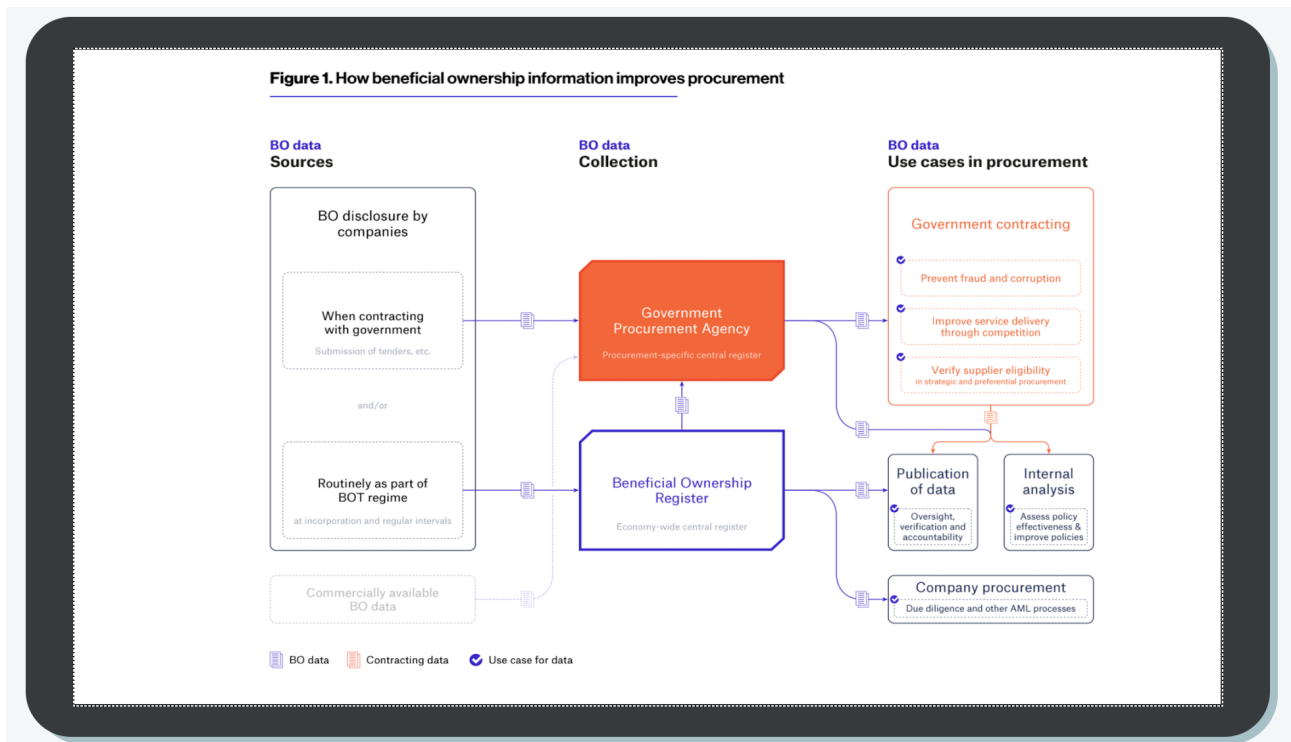 Figure 1. How beneficial ownership information improves procurement
BO data
Sources
BO data
Collection
BO data
Use cases in procurement
BO disclosure by
companies
When contracting
with government
Submission of tenders, etc.
and/or
Routinely as part of
BOT regime
at incorporation and regular intervals
Commercially available
BO data
Government
Procurement Agency
Procurement-specific central register
Beneficial Ownership
Register
Economy-wide central register
Government contracting
Prevent fraud and corruption
Improve service delivery
through competition
Verify supplier eligibility
in strategic and preferential procurement
Publication
of data
Oversight,
verification and
accountability
Internal
analysis
Assess policy
effectiveness &
improve policies
Company procurement
Due diligence and other AML processes
BO data
Contracting data
Use case for data